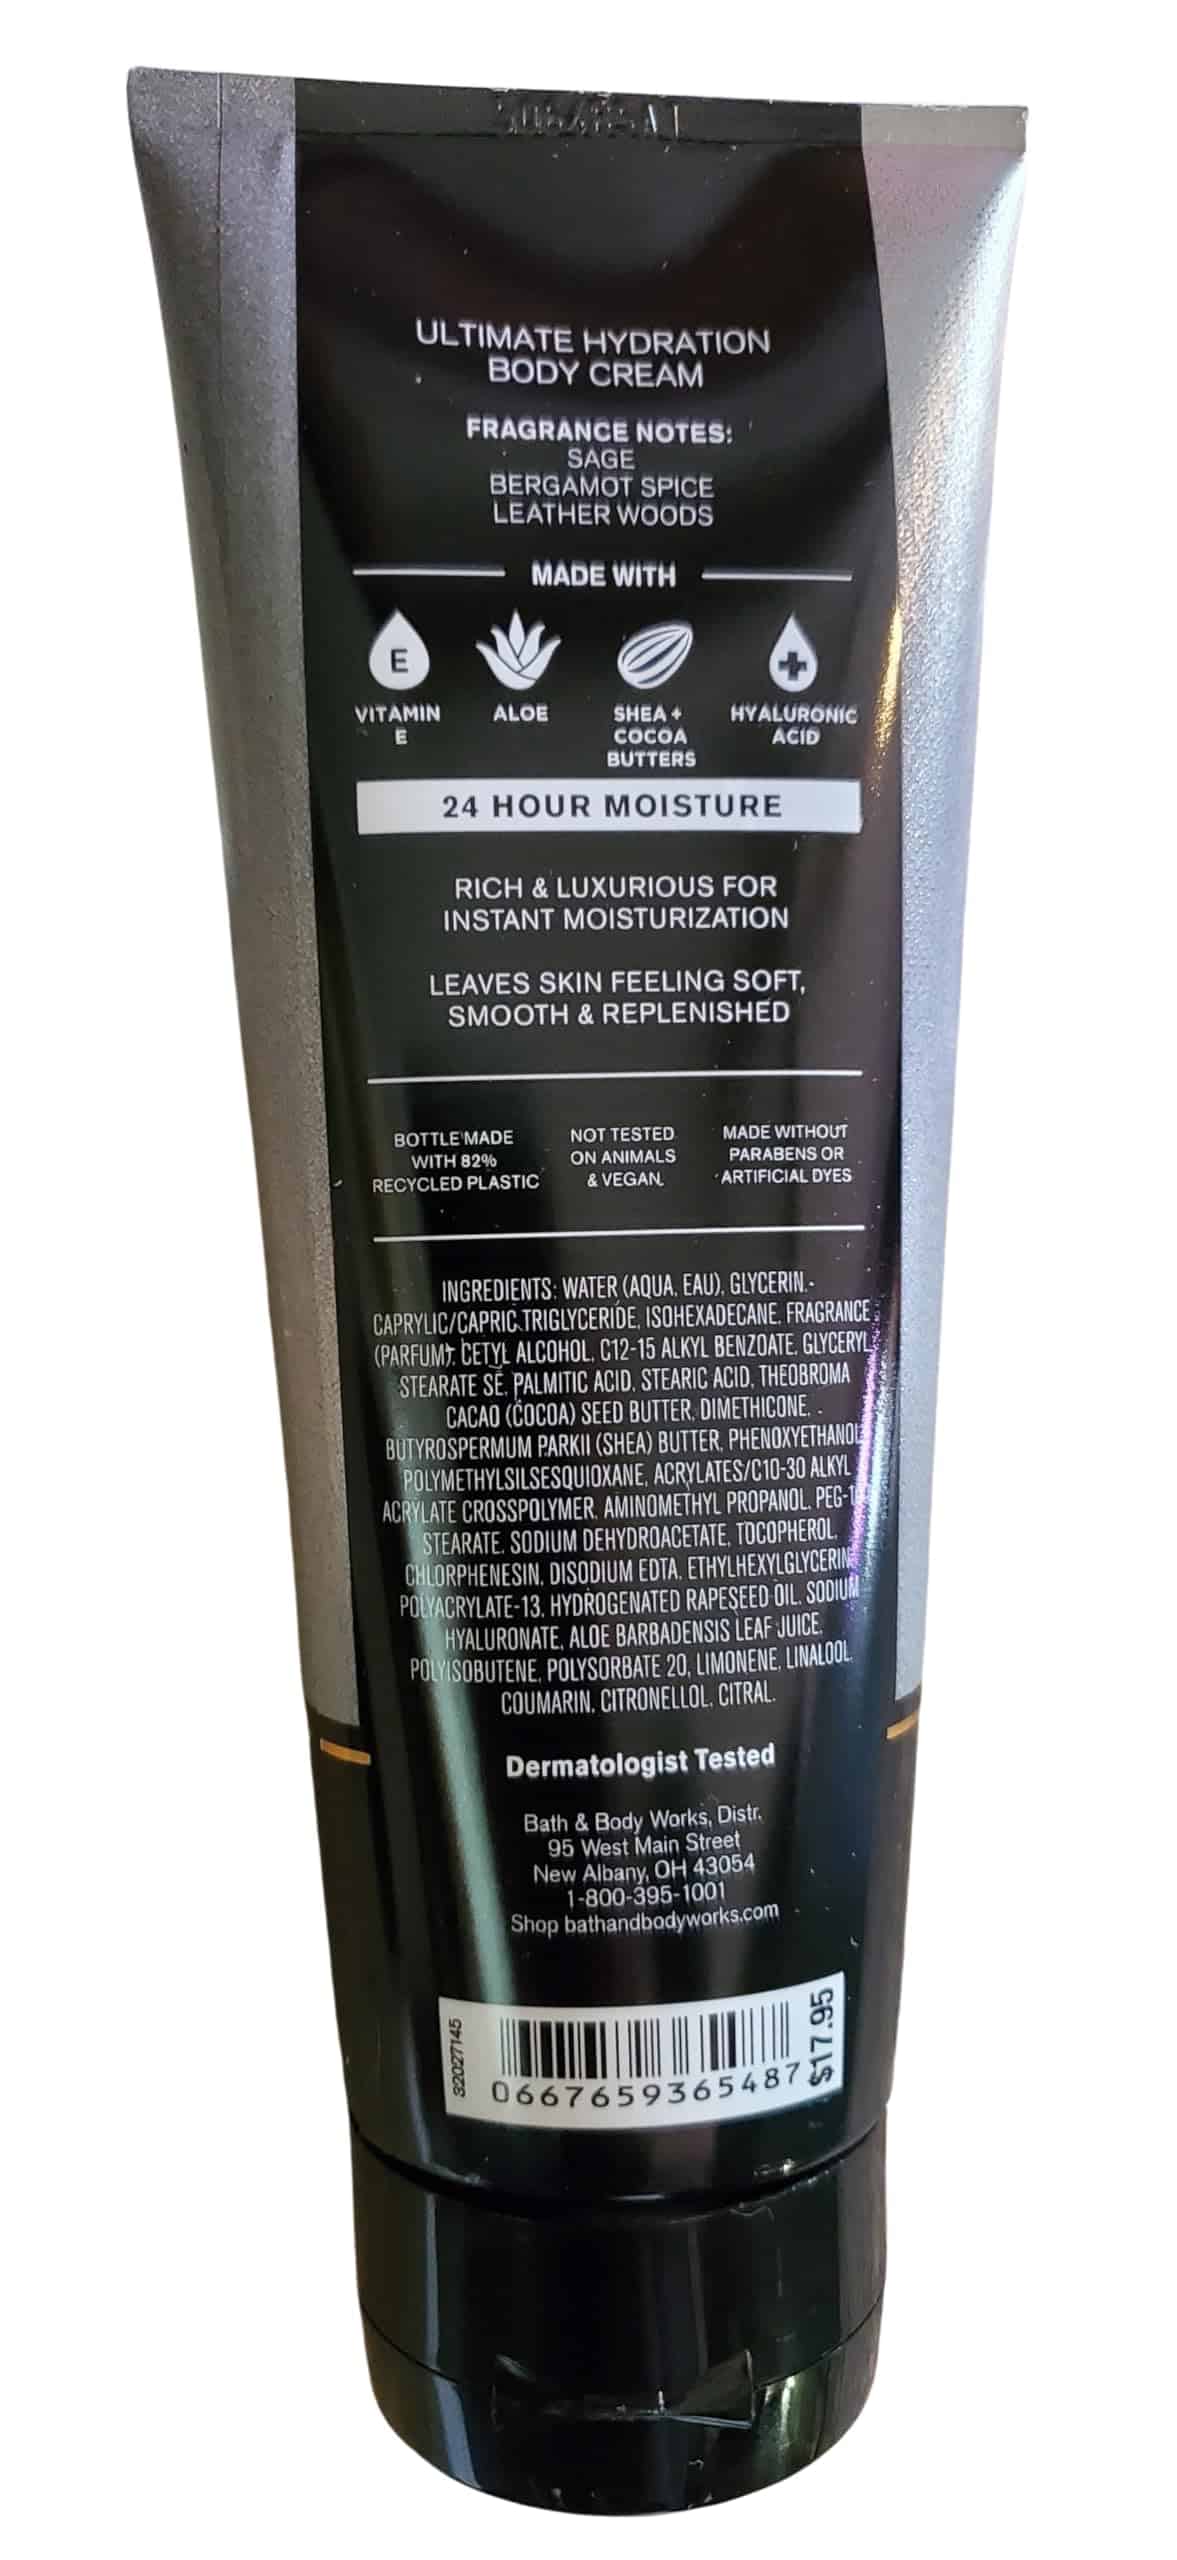 ULTIMATE HYDRATION
BODY CREAM
FRAGRANCE NOTES:
SAGE
BERGAMOT SPICE
LEATHER WOODS
MADE WITH
E
VITAMIN
E
ALOE
SHEA +
COCOA
BUTTERS
HYALURONIC
ACID
24 HOUR MOISTURE
RICH & LUXURIOUS FOR
INSTANT MOISTURIZATION
LEAVES SKIN FEELING SOFT,
SMOOTH & REPLENISHED
BOTTLE MADE
WITH 82%
RECYCLED PLASTIC
NOT TESTED
ON ANIMALS
& VEGAN.
MADE WITHOUT
PARABENS OR
ARTIFICIAL DYES
INGREDIENTS: WATER (AQUA, EAU), GLYCERIN,
CAPRYLIC/CAPRIC TRIGLYCERIDE, ISOHEXADECANE, FRAGRANCE
(PARFUM), CETYL ALCOHOL, C12-15 ALKYL BENZOATE, GLYCERYL
STEARATE SE, PALMITIC ACID, STEARIC ACID, THEOBROMA
CACAO (COCOA) SEED BUTTER, DIMETHICONE,
BUTYROSPERMUM PARKII (SHEA) BUTTER, PHENOXYETHANOL
POLYMETHYLSILSESQUIOXANE, ACRYLATES/C10-30 ALKYL
ACRYLATE CROSSPOLYMER, AMINOMETHYL PROPANOL,
STEARATE, SODIUM DEHYDROACETATE, TOCOPHEROL,
CHLORPHENESIN, DISODIUM EDTA, ETHYLHEXYLGLYCERIN
POLYACRYLATE-13, HYDROGENATED RAPESEED OIL, SODIUM
HYALURONATE, ALOE BARBADENSIS LEAF JUICE,
POLYISOBUTENE, POLYSORBATE 20, LIMONENE, LINALOOL,
COUMARIN, CITRONELLOL, CITRAL.
Dermatologist Tested
Bath & Body Works, Distr.
95 West Main Street
New Albany, OH 43054
1-800-395-1001
Shop bathandbodyworks.com
32027145
0667659365487
$17.95